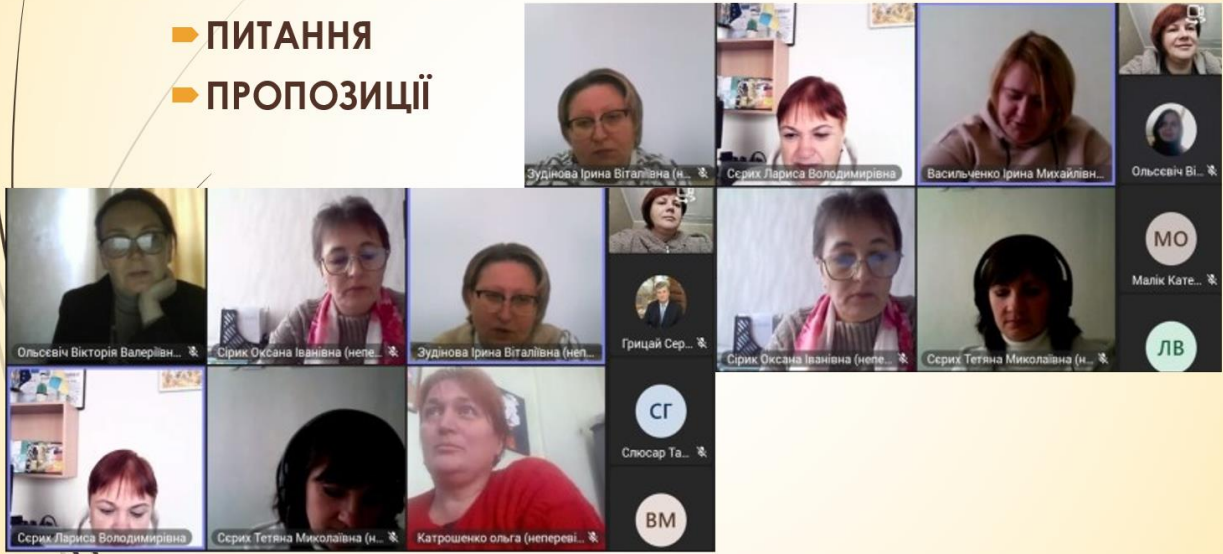 ПИТАННЯ
ПРОПОЗИЦІЇ
Зудінова Ірина Віталіївна (н...
Сєрих Лариса Володимирівна
Васильченко Ірина Михайлівн...
Ольсєвіч Ві...
МО
Малік Кате...
Сірик Оксана Іванівна (непе...
Сєрих Тетяна Миколаївна (н...
ЛВ
Ольсєвіч Вікторія Валеріївн...
Сірик Оксана Іванівна (непе...
Зудінова Ірина Віталіївна (неп...
Грицай Сер...
СГ
Слюсар Та...
Сєрих Лариса Володимирівна
Сєрих Тетяна Миколаївна (н...
Катрошенко ольга (непереві...
ВМ